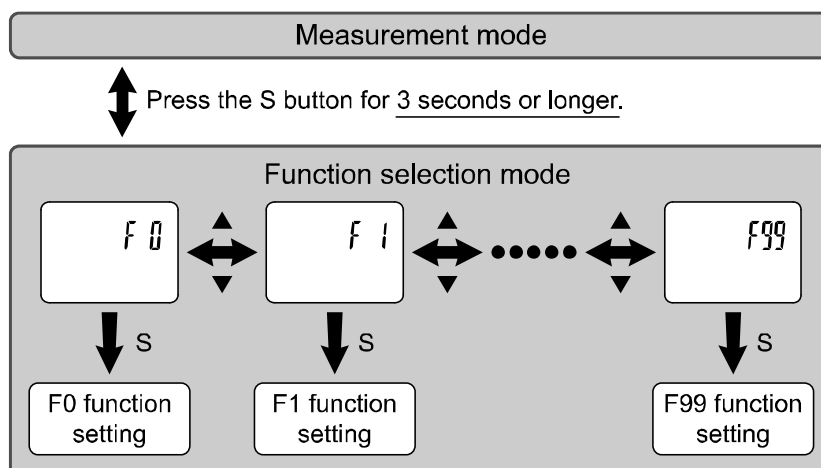 Measurement mode
Press the S button for 3 seconds or longer.
Function selection mode
F 0
F 1
F99
S
S
S
F0 function
setting
F1 function
setting
F99 function
setting